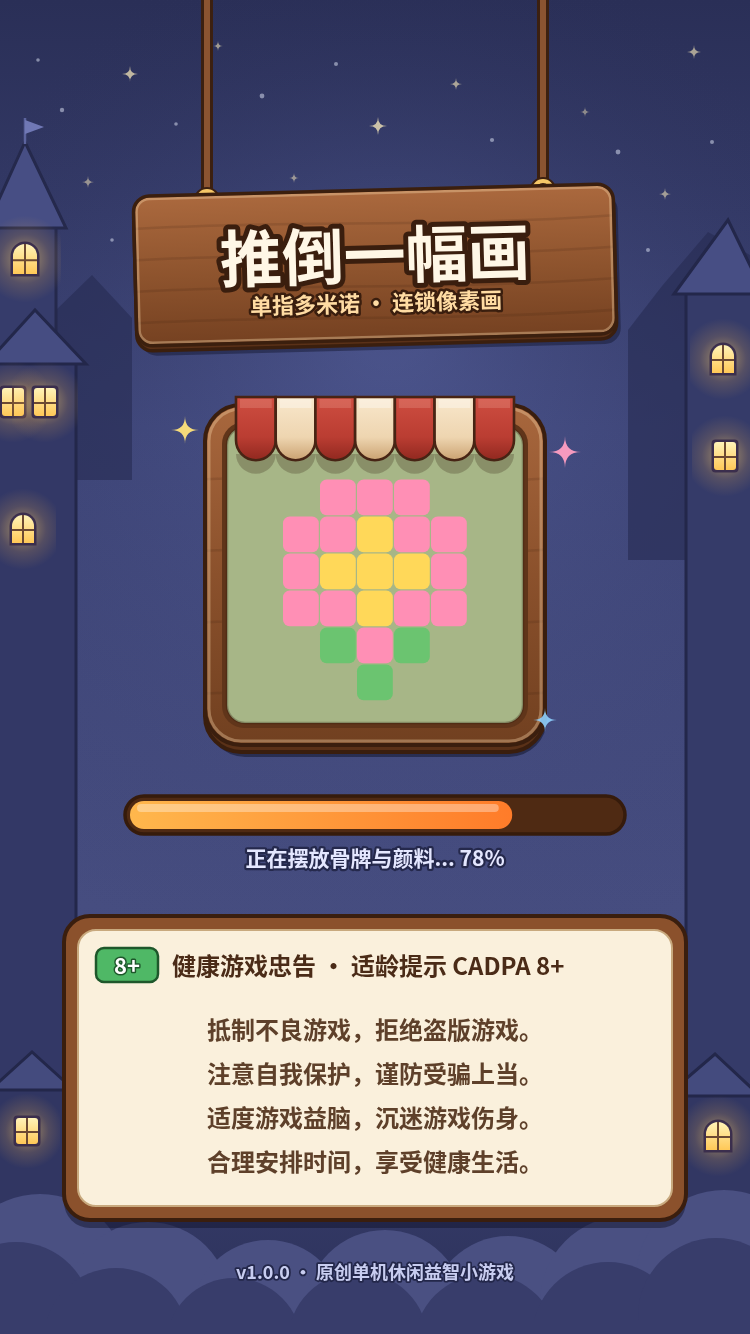 推倒一幅画
单指多米诺 · 连锁像素画
正在摆放骨牌与颜料... 78%
8+ 健康游戏忠告 · 适龄提示 CADPA 8+
抵制不良游戏，拒绝盗版游戏。
注意自我保护，谨防受骗上当。
适度游戏益脑，沉迷游戏伤身。
合理安排时间，享受健康生活。
v1.0.0 · 原创单机休闲益智小游戏